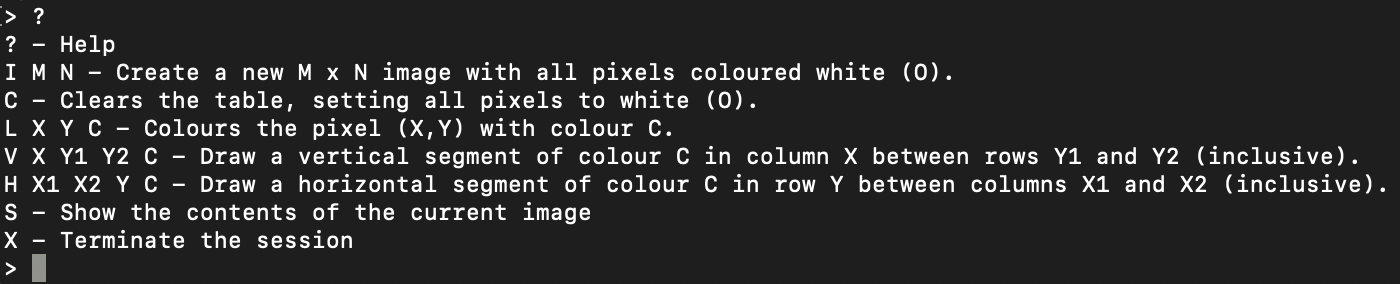 > ?
? – Help
I M N – Create a new M x N image with all pixels coloured white (O).
C – Clears the table, setting all pixels to white (O).
L X Y C – Colours the pixel (X,Y) with colour C.
V X Y1 Y2 C – Draw a vertical segment of colour C in column X between rows Y1 and Y2 (inclusive).
H X1 X2 Y C – Draw a horizontal segment of colour C in row Y between columns X1 and X2 (inclusive).
S – Show the contents of the current image
X – Terminate the session
>